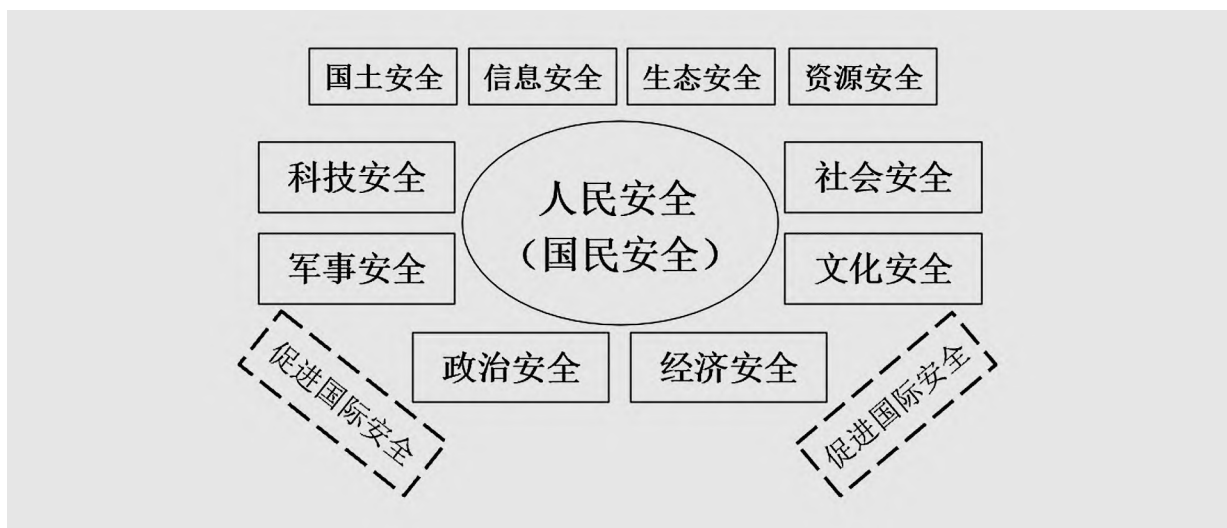 国土安全
信息安全
生态安全
资源安全
科技安全
人民安全
（国民安全）
社会安全
军事安全
文化安全
政治安全
经济安全
促进国际安全
促进国际安全